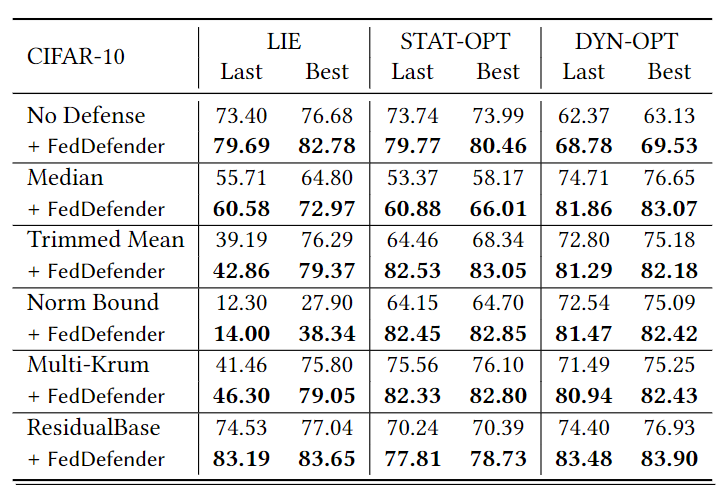 CIFAR-10 LIE STAT-OPT DYN-OPT
Last Best Last Best Last Best
No Defense 73.40 76.68 73.74 73.99 62.37 63.13
+ FedDefender 79.69 82.78 79.77 80.46 68.78 69.53
Median 55.71 64.80 53.37 58.17 74.71 76.65
+ FedDefender 60.58 72.97 60.88 66.01 81.86 83.07
Trimmed Mean 39.19 76.29 64.46 68.34 72.80 75.18
+ FedDefender 42.86 79.37 82.53 83.05 81.29 82.18
Norm Bound 12.30 27.90 64.15 64.70 72.54 75.09
+ FedDefender 14.00 38.34 82.45 82.85 81.47 82.42
Multi-Krum 41.46 75.80 75.56 76.10 71.49 75.25
+ FedDefender 46.30 79.05 82.33 82.80 80.94 82.43
ResidualBase 74.53 77.04 70.24 70.39 74.40 76.93
+ FedDefender 83.19 83.65 77.81 78.73 83.48 83.90